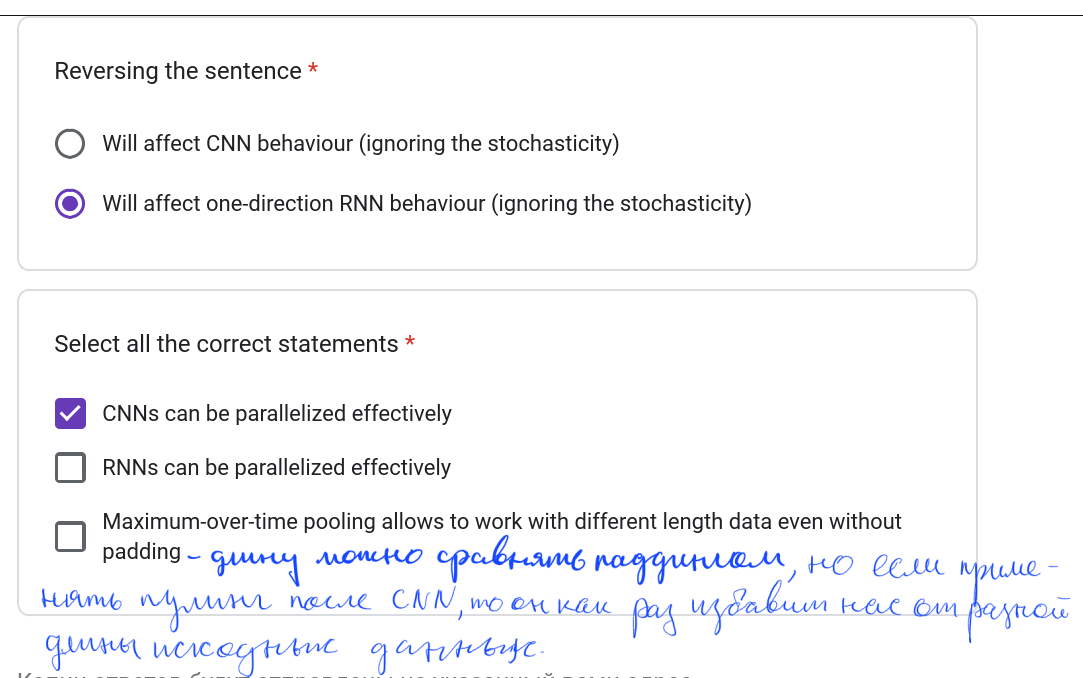 Reversing the sentence *
Will affect CNN behaviour (ignoring the stochasticity)
Will affect one-direction RNN behaviour (ignoring the stochasticity)
Select all the correct statements *
CNNs can be parallelized effectively
RNNs can be parallelized effectively
Maximum-over-time pooling allows to work with different length data even without
padding - длину можно сравнять паддингом, но если приме-
нять пулинг после CNN, то он как раз избавит нас от разной
длины исходных данных.